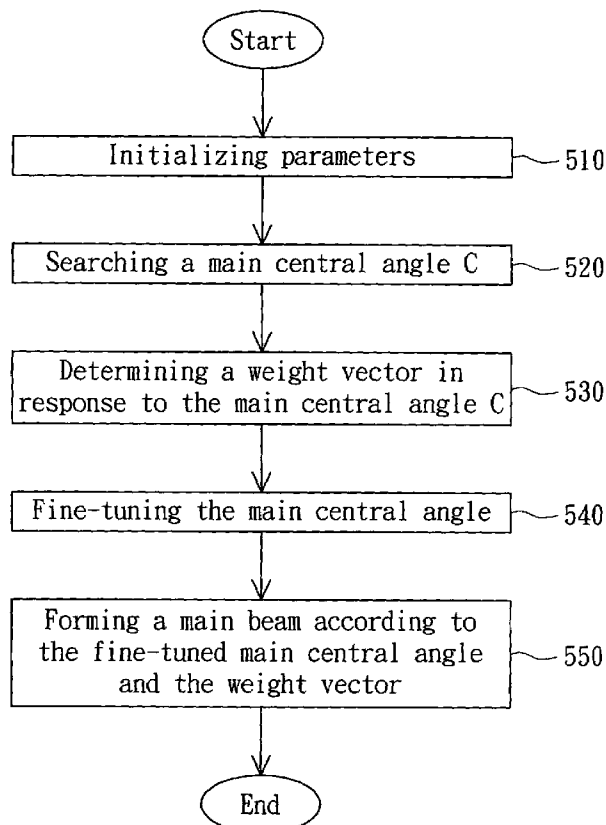 Start
Initializing parameters
510
Searching a main central angle C
520
Determining a weight vector in
response to the main central angle C
530
Fine-tuning the main central angle
540
Forming a main beam according to
the fine-tuned main central angle
and the weight vector
550
End